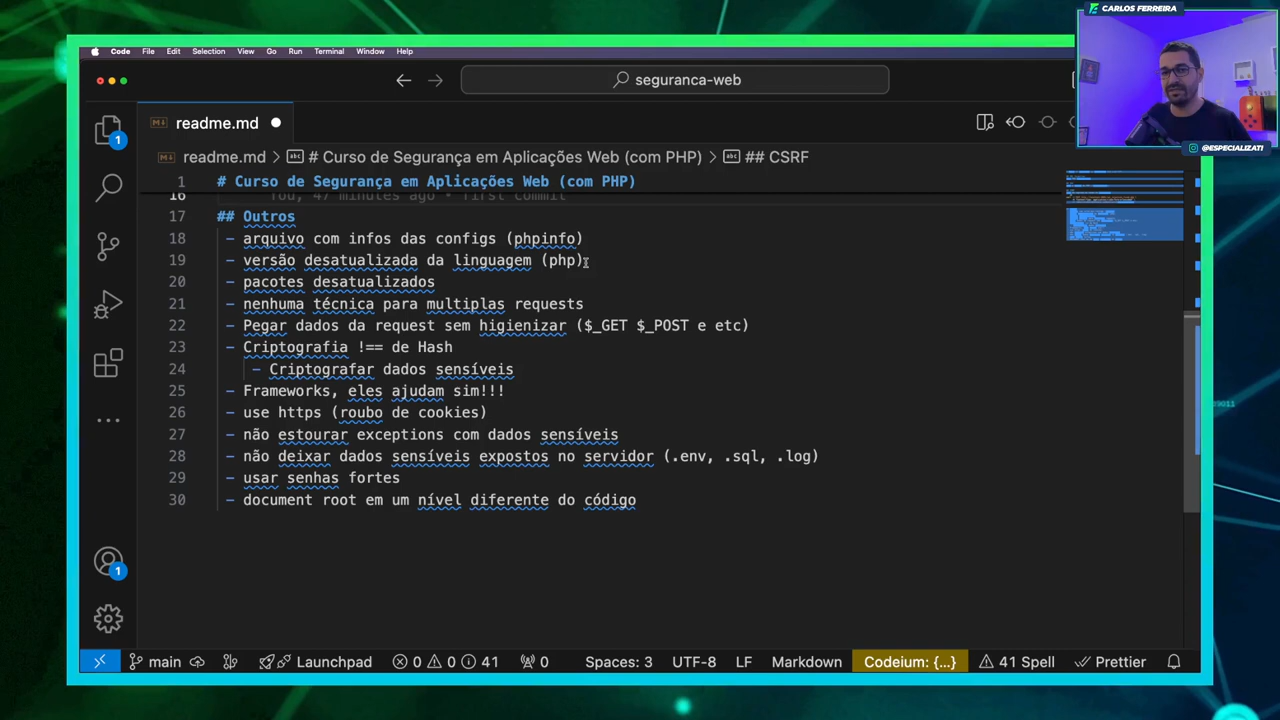 CARLOS FERREIRA
Code File Edit Selection View Go Run Terminal Window Help
seguranca-web
readme.md
@ESPECIALIZATI
readme.md > # Curso de Segurança em Aplicações Web (com PHP) > ## CSRF
1 # Curso de Segurança em Aplicações Web (com PHP)
16 You, 47 minutes ago first commit
17 ## Outros
18 - arquivo com infos das configs (phpinfo)
19 - versão desatualizada da linguagem (php)
20 - pacotes desatualizados
21 - nenhuma técnica para multiplas requests
22 - Pegar dados da request sem higienizar ($_GET $_POST e etc)
23 - Criptografia !== de Hash
24 - Criptografar dados sensíveis
25 - Frameworks, eles ajudam sim!!!
26 - use https (roubo de cookies)
27 - não estourar exceptions com dados sensíveis
28 - não deixar dados sensíveis expostos no servidor (.env, .sql, .log)
29 - usar senhas fortes
30 - document root em um nível diferente do código
main Launchpad 0 0 41 0 Spaces: 3 UTF-8 LF Markdown Codeium: {...} 41 Spell Prettier